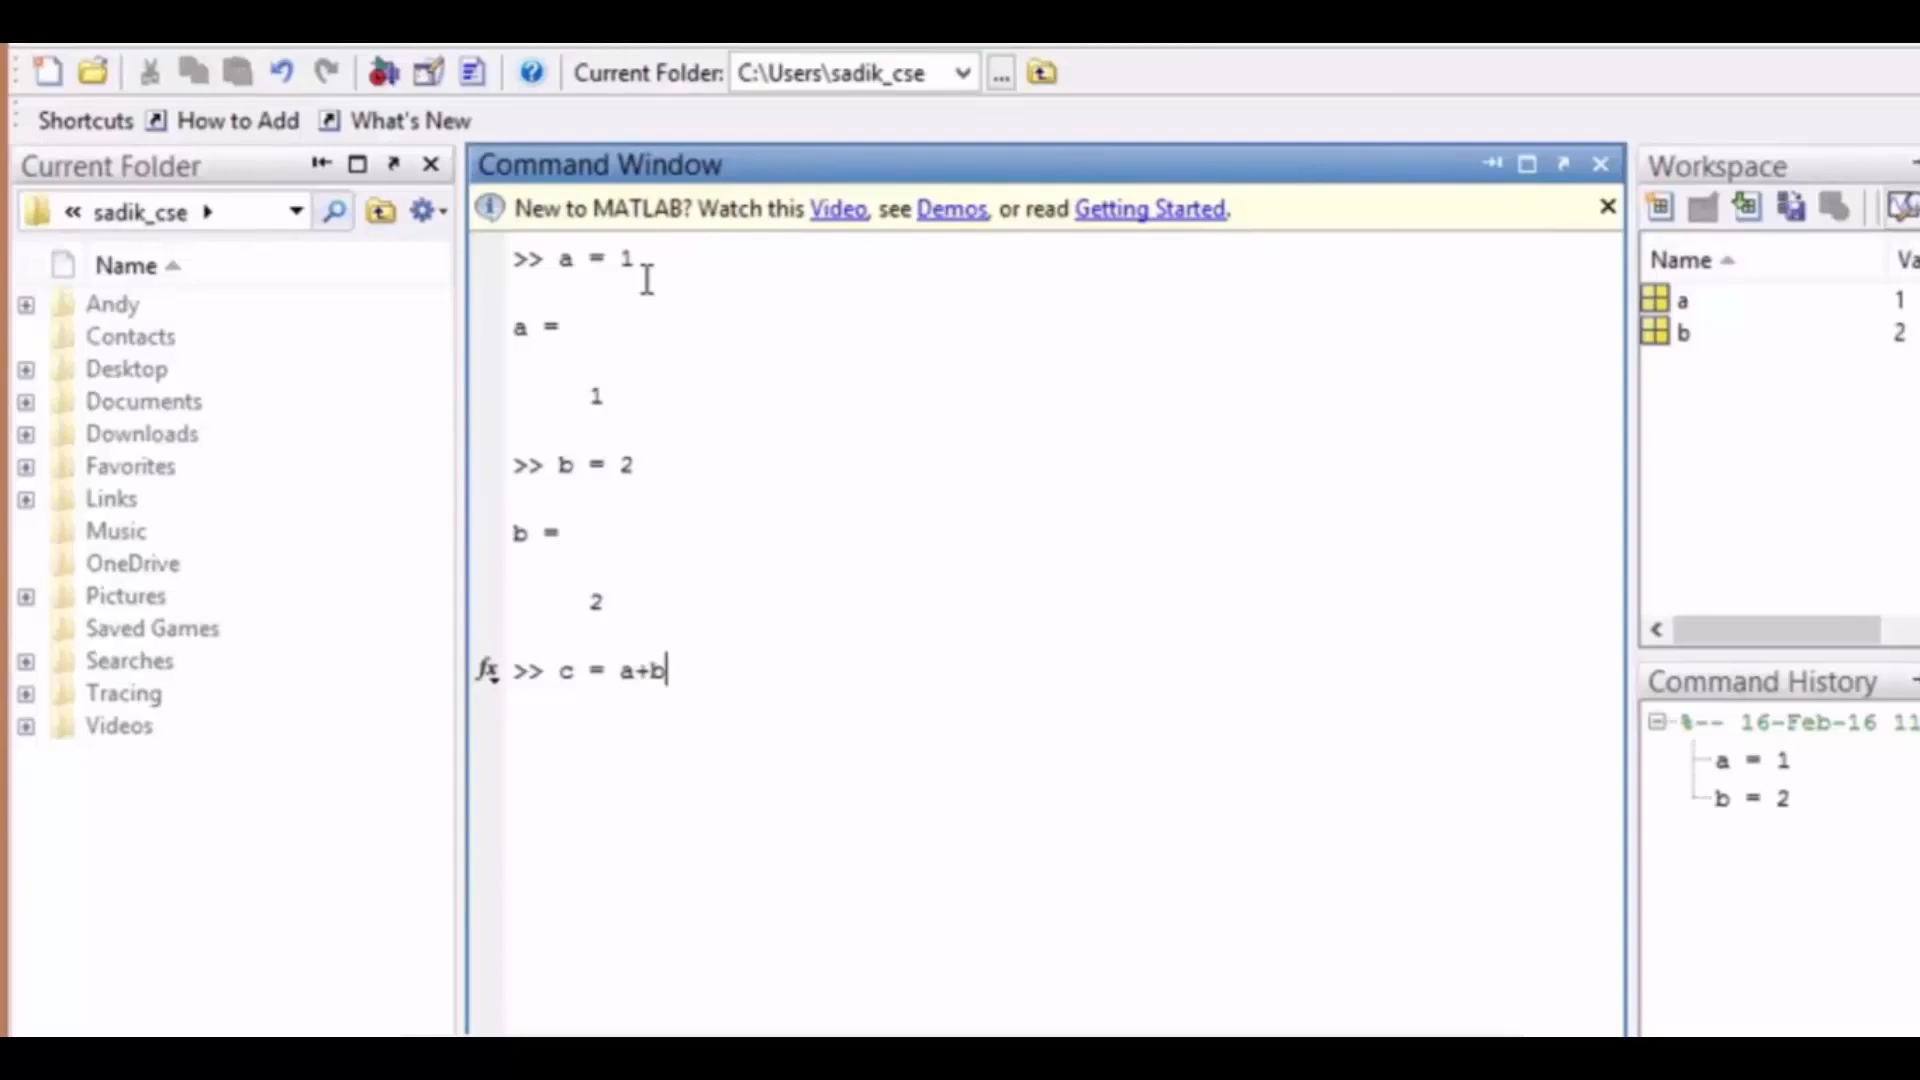 Current Folder: C:\Users\sadik_cse ...
Shortcuts How to Add What's New
Current Folder
« sadik_cse
Name
Andy
Contacts
Desktop
Documents
Downloads
Favorites
Links
Music
OneDrive
Pictures
Saved Games
Searches
Tracing
Videos
Command Window
New to MATLAB? Watch this Video, see Demos, or read Getting Started.
>> a = 1
a =
1
>> b = 2
b =
2
fx >> c = a+b
Workspace
Name
a 1
b 2
Command History
%-- 16-Feb-16 11
a = 1
b = 2